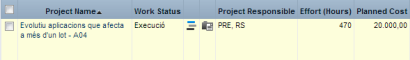 Project Name Work Status Project Responsible Effort (Hours) Planned Cost
Evolutiu aplicacions que afecta Execució PRE, RS 470 20.000,00
a més d'un lot - A04